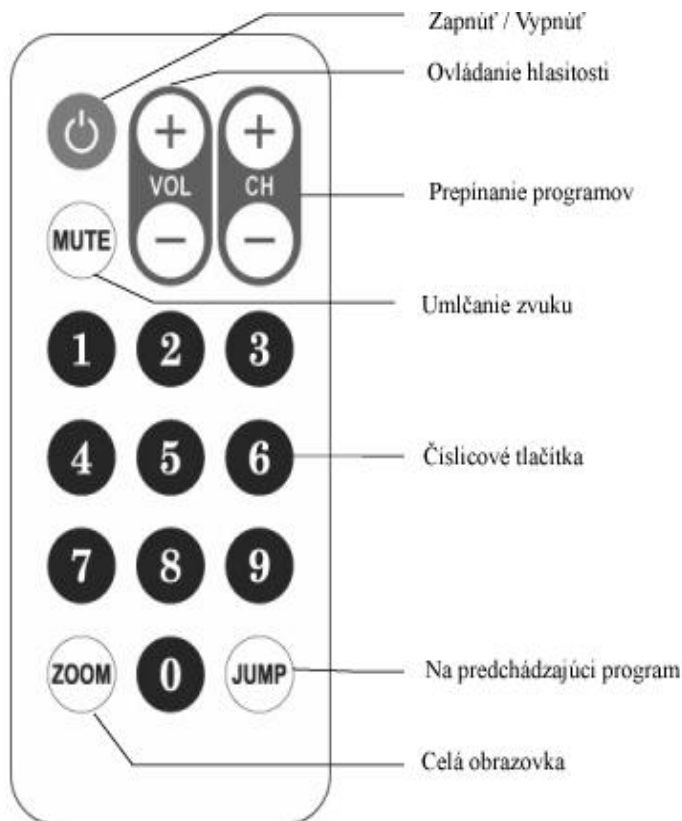 Zapnúť / Vypnúť
Ovládanie hlasitosti
+ +
VOL CH
Prepínanie programov
MUTE
− −
Umlčanie zvuku
1 2 3
4 5 6
Číslicové tlačítka
7 8 9
ZOOM 0 JUMP
Na predchádzajúci program
Celá obrazovka